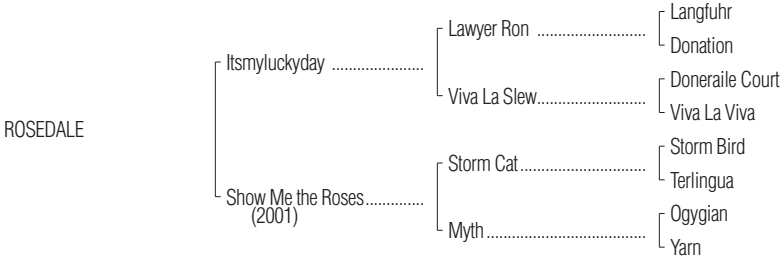 Langfuhr
Lawyer Ron ..........................
Donation
Itsmyluckyday ......................
Doneraile Court
Viva La Slew..........................
Viva La Viva
ROSEDALE
Storm Bird
Storm Cat..............................
Terlingua
Show Me the Roses..............
(2001)
Ogygian
Myth ......................................
Yarn